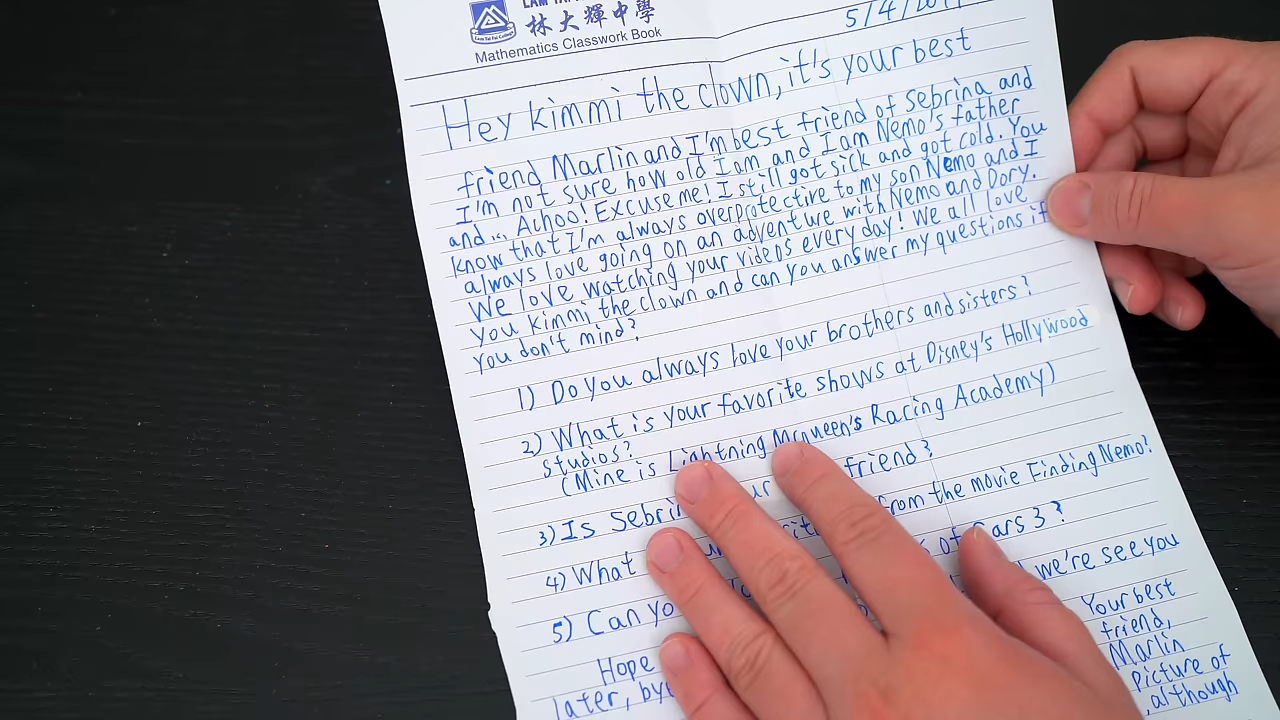 林大輝中學
Mathematics Classwork Book
5/4/
Hey kimmi the clown, it's your best
friend Marlin and I'm best friend of Sebrina and
I'm not sure how old I am and I am Nemo's father
and... Achoo! Excuse me! I still got sick and got cold. You
know that I'm always overprotective to my son Nemo and I
always love going on an adventure with Nemo and Dory.
We love watching your videos every day! We all love
you kimmi the clown and can you answer my questions if
you don't mind?
1) Do you always love your brothers and sisters?
2) What is your favorite shows at Disney's Hollywood
studios?
(Mine is Lightning Mcqueen's Racing Academy)
3) Is friend?
4) What from the movie Finding Nemo?
5) Can of Cars 3?
Hope we're see you
later, Your best
friend,
Marlin
picture of
, although